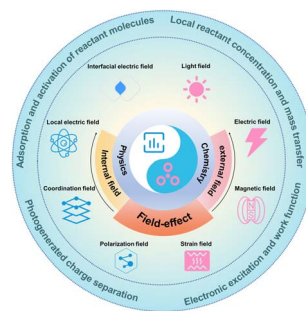 Adsorption and activation of reactant molecules
Local reactant concentration and mass transfer
Interfacial electric field
Light field
Local electric field
Electric field
Coordination field
Magnetic field
Polarization field
Strain field
Internal field
Physics
Chemistry
external field
Field-effect
Photogenerated charge separation
Electronic excitation and work function